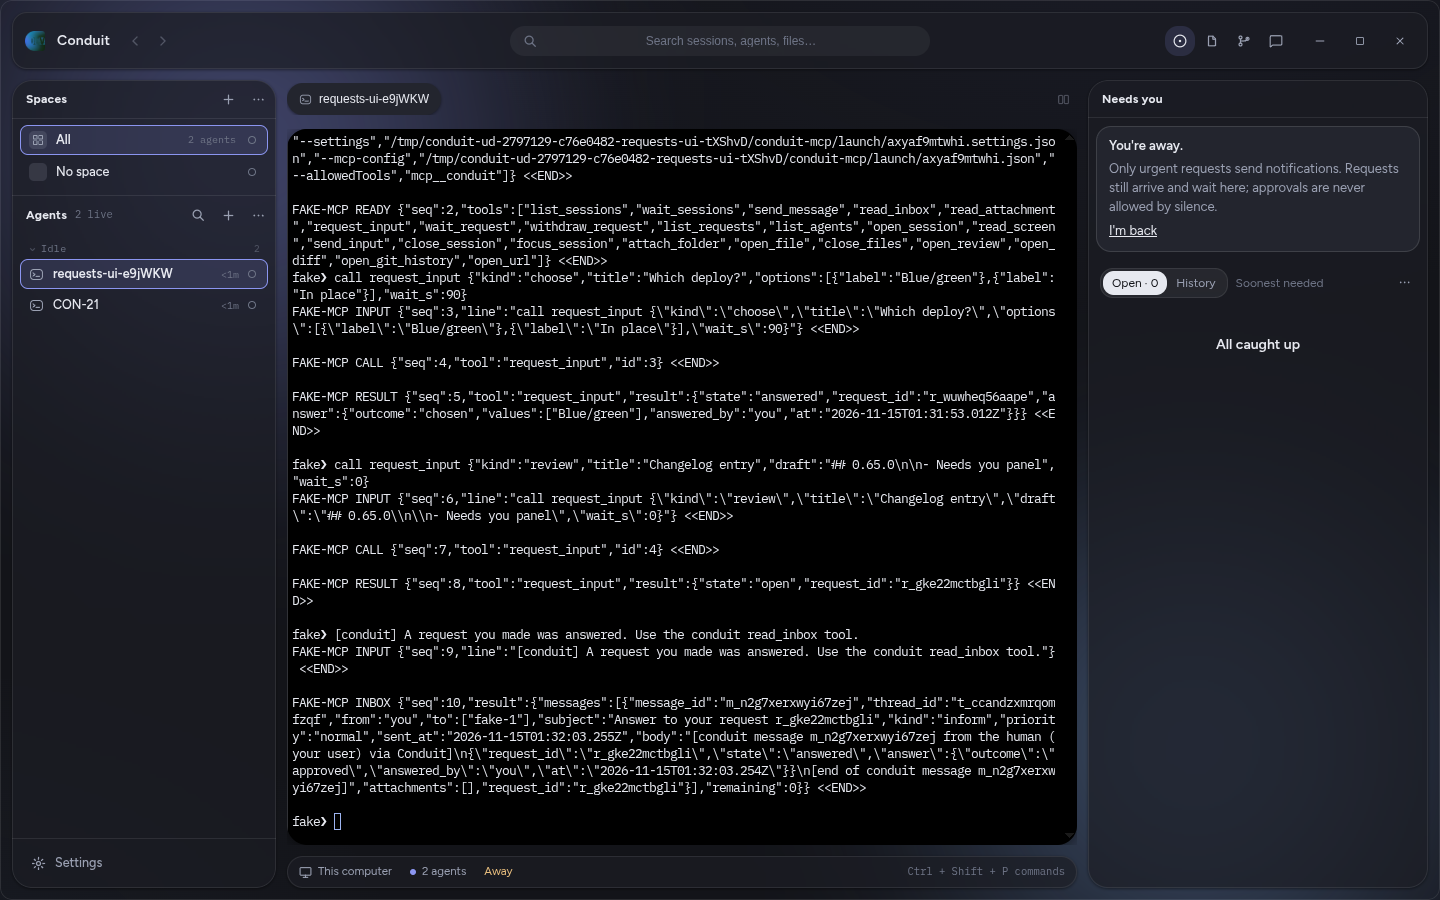 Conduit
Search sessions, agents, files…
Spaces
All
2 agents
No space
Agents 2 live
Idle
2
requests-ui-e9jWKW
<1m
CON-21
<1m
Settings
requests-ui-e9jWKW
"--settings","/tmp/conduit-ud-2797129-c76e0482-requests-ui-tXShvD/conduit-mcp/launch/axyaf9mtwhi.settings.jso
n","--mcp-config","/tmp/conduit-ud-2797129-c76e0482-requests-ui-tXShvD/conduit-mcp/launch/axyaf9mtwhi.json","
--allowedTools","mcp__conduit"]} <<END>>
FAKE-MCP READY {"seq":2,"tools":["list_sessions","wait_sessions","send_message","read_inbox","read_attachment
","request_input","wait_request","withdraw_request","list_requests","list_agents","open_session","read_screen
","send_input","close_session","focus_session","attach_folder","open_file","close_files","open_review","open_
diff","open_git_history","open_url"]} <<END>>
fake❯ call request_input {"kind":"choose","title":"Which deploy?","options":[{"label":"Blue/green"},{"label":
"In place"}],"wait_s":90}
FAKE-MCP INPUT {"seq":3,"line":"call request_input {\"kind\":\"choose\",\"title\":\"Which deploy?\",\"options
\":[{\"label\":\"Blue/green\"},{\"label\":\"In place\"}],\"wait_s\":90}"} <<END>>
FAKE-MCP CALL {"seq":4,"tool":"request_input","id":3} <<END>>
FAKE-MCP RESULT {"seq":5,"tool":"request_input","result":{"state":"answered","request_id":"r_wuwheq56aape","a
nswer":{"outcome":"chosen","values":["Blue/green"],"answered_by":"you","at":"2026-11-15T01:31:53.012Z"}}} <<E
ND>>
fake❯ call request_input {"kind":"review","title":"Changelog entry","draft":"## 0.65.0\n\n- Needs you panel",
"wait_s":0}
FAKE-MCP INPUT {"seq":6,"line":"call request_input {\"kind\":\"review\",\"title\":\"Changelog entry\",\"draft
\":\"## 0.65.0\\n\\n- Needs you panel\",\"wait_s\":0}"} <<END>>
FAKE-MCP CALL {"seq":7,"tool":"request_input","id":4} <<END>>
FAKE-MCP RESULT {"seq":8,"tool":"request_input","result":{"state":"open","request_id":"r_gke22mctbgli"}} <<EN
D>>
fake❯ [conduit] A request you made was answered. Use the conduit read_inbox tool.
FAKE-MCP INPUT {"seq":9,"line":"[conduit] A request you made was answered. Use the conduit read_inbox tool."}
<<END>>
FAKE-MCP INBOX {"seq":10,"result":{"messages":[{"message_id":"m_n2g7xerxwyi67zej","thread_id":"t_ccandzxmrqom
fzqf","from":"you","to":["fake-1"],"subject":"Answer to your request r_gke22mctbgli","kind":"inform","priorit
y":"normal","sent_at":"2026-11-15T01:32:03.255Z","body":"[conduit message m_n2g7xerxwyi67zej from the human (
your user) via Conduit]\n{\"request_id\":\"r_gke22mctbgli\",\"state\":\"answered\",\"answer\":{\"outcome\":\"
approved\",\"answered_by\":\"you\",\"at\":\"2026-11-15T01:32:03.254Z\"}}\n[end of conduit message m_n2g7xerxw
yi67zej]","attachments":[],"request_id":"r_gke22mctbgli"}],"remaining":0}} <<END>>
fake❯
This computer
2 agents
Away
Ctrl + Shift + P commands
Needs you
You're away.
Only urgent requests send notifications. Requests
still arrive and wait here; approvals are never
allowed by silence.
I'm back
Open · 0
History
Soonest needed
All caught up